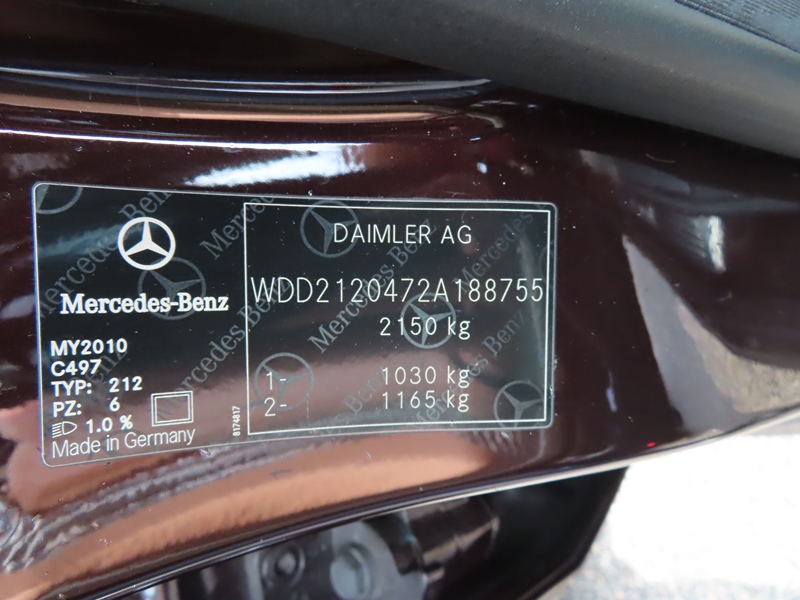 Mercedes-Benz
MY2010
C497
TYP: 212
PZ: 6
1.0 %
Made in Germany
8174817
DAIMLER AG
WDD2120472A188755
2150 kg
1- 1030 kg
2- 1165 kg